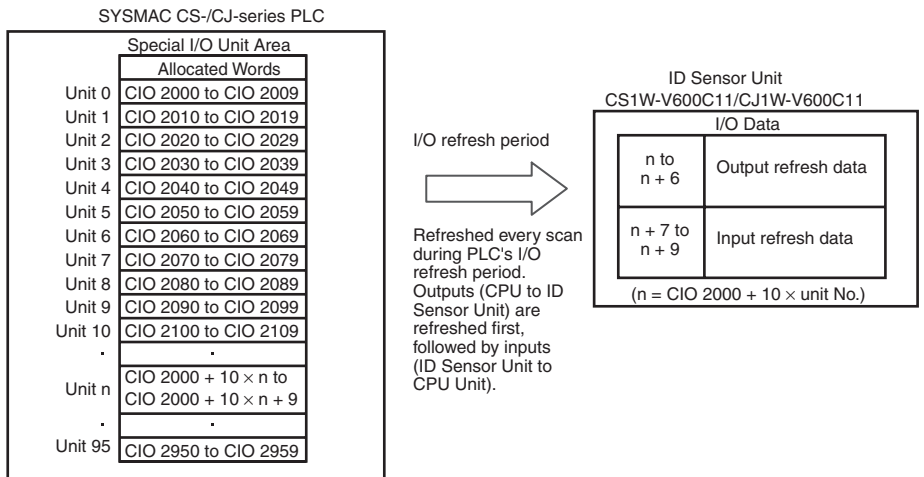 SYSMAC CS-/CJ-series PLC
Special I/O Unit Area
Allocated Words
Unit 0 CIO 2000 to CIO 2009
Unit 1 CIO 2010 to CIO 2019
Unit 2 CIO 2020 to CIO 2029
Unit 3 CIO 2030 to CIO 2039
Unit 4 CIO 2040 to CIO 2049
Unit 5 CIO 2050 to CIO 2059
Unit 6 CIO 2060 to CIO 2069
Unit 7 CIO 2070 to CIO 2079
Unit 8 CIO 2080 to CIO 2089
Unit 9 CIO 2090 to CIO 2099
Unit 10 CIO 2100 to CIO 2109
. .
Unit n CIO 2000 + 10 × n to
CIO 2000 + 10 × n + 9
. .
Unit 95 CIO 2950 to CIO 2959
I/O refresh period
Refreshed every scan
during PLC's I/O
refresh period.
Outputs (CPU to ID
Sensor Unit) are
refreshed first,
followed by inputs
(ID Sensor Unit to
CPU Unit).
ID Sensor Unit
CS1W-V600C11/CJ1W-V600C11
I/O Data
n to
n + 6
Output refresh data
n + 7 to
n + 9
Input refresh data
(n = CIO 2000 + 10 × unit No.)